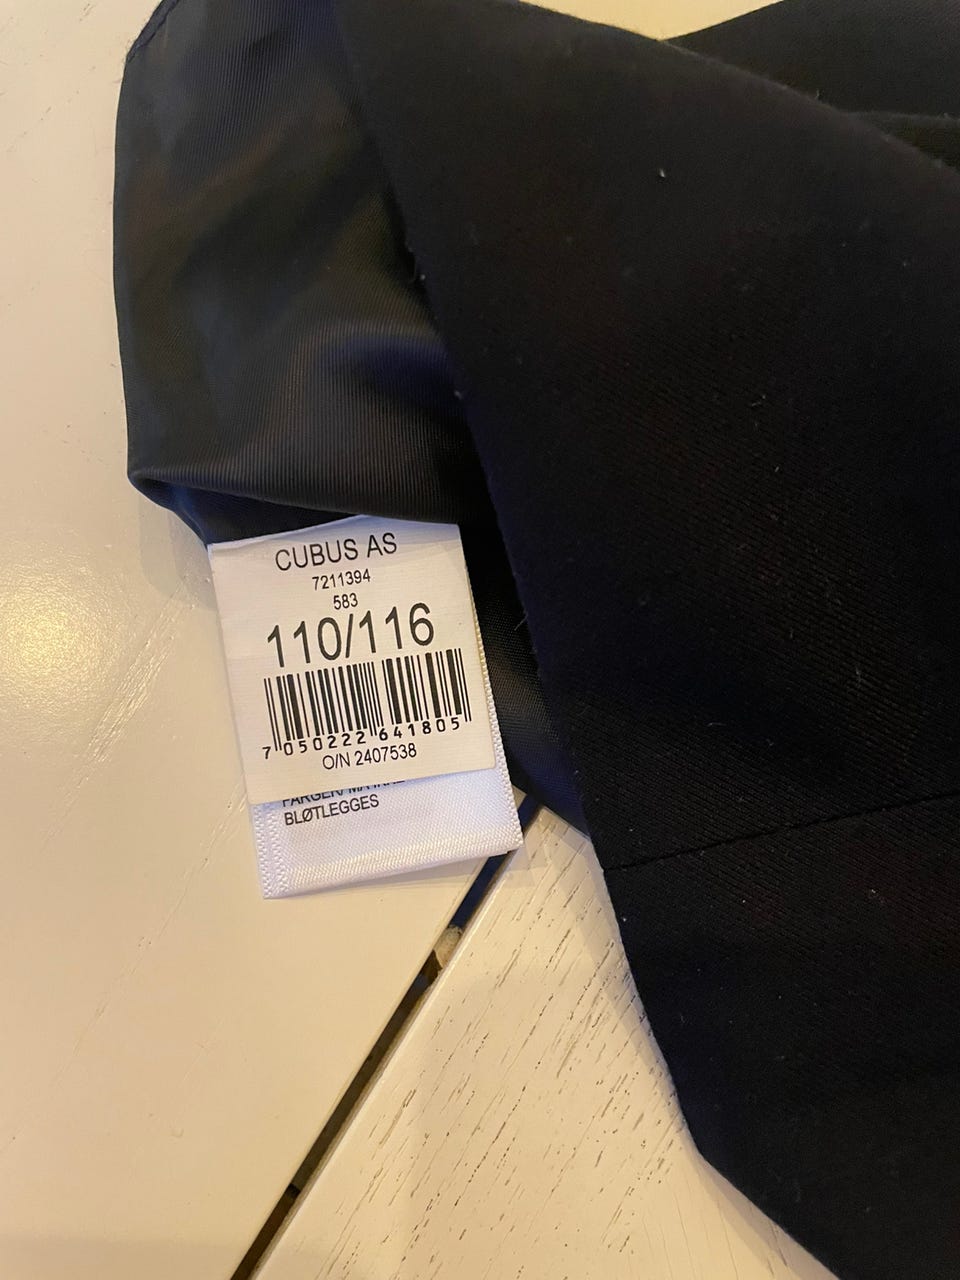 CUBUS AS
7211394
583
110/116
7 050222 641805
O/N 2407538
BLØTLEGGES